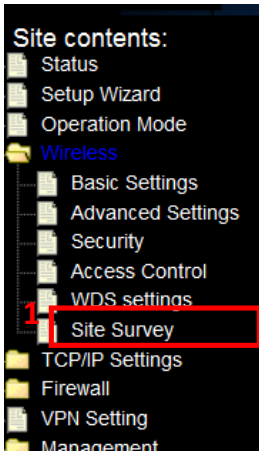 Site contents:
Status
Setup Wizard
Operation Mode
Wireless
Basic Settings
Advanced Settings
Security
Access Control
WDS settings
1
Site Survey
TCP/IP Settings
Firewall
VPN Setting
Management